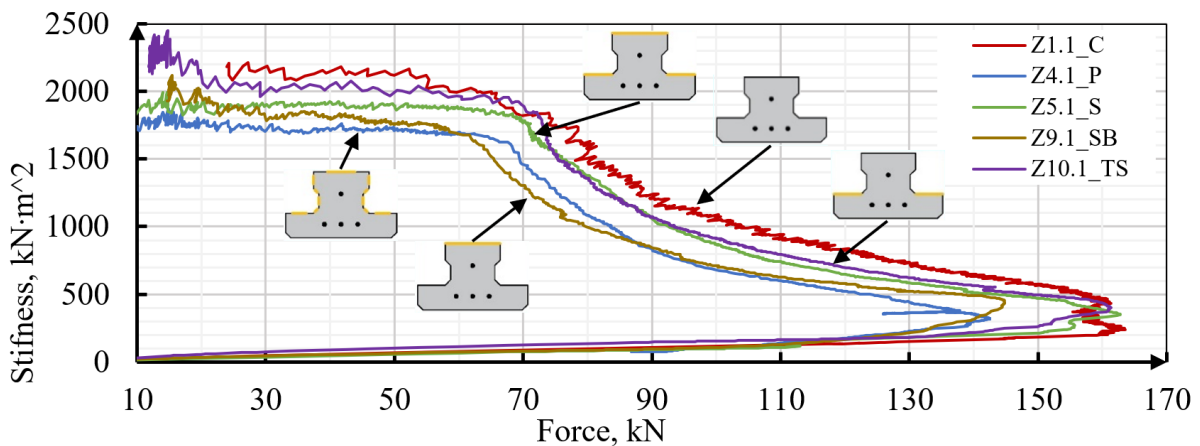 2500
2000
1500
1000
500
0
Stifness, kN·m^2
10
30
50
70
90
110
130
150
170
Force, kN
Z1.1_C
Z4.1_P
Z5.1_S
Z9.1_SB
Z10.1_TS